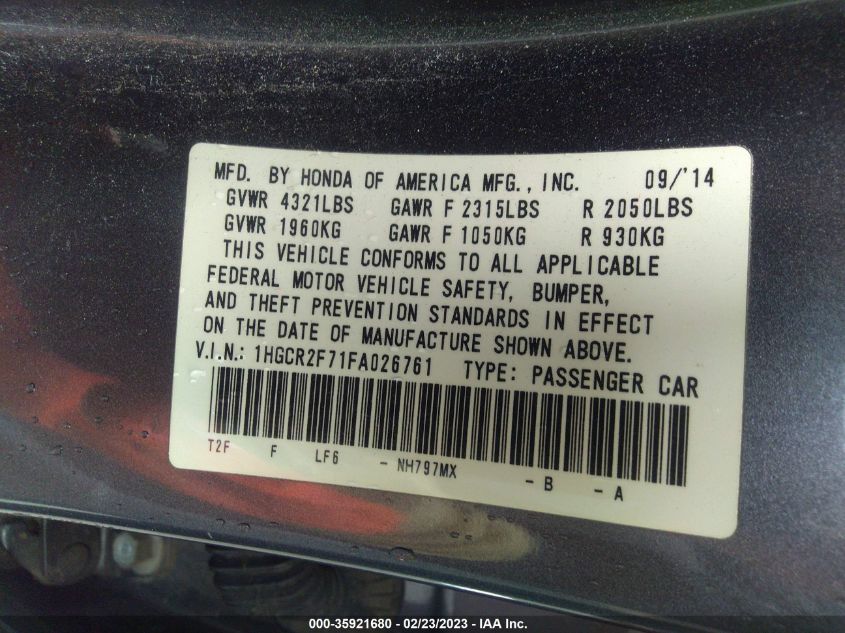 MFD. BY HONDA OF AMERICA MFG., INC. 09/'14
GVWR 4321LBS GAWR F 2315LBS R 2050LBS
GVWR 1960KG GAWR F 1050KG R 930KG
THIS VEHICLE CONFORMS TO ALL APPLICABLE
FEDERAL MOTOR VEHICLE SAFETY, BUMPER,
AND THEFT PREVENTION STANDARDS IN EFFECT
ON THE DATE OF MANUFACTURE SHOWN ABOVE.
V.I.N.: 1HGCR2F71FA026761 TYPE: PASSENGER CAR
T2F F LF6 - NH797MX - B - A
000-35921680 - 02/23/2023 - IAA Inc.